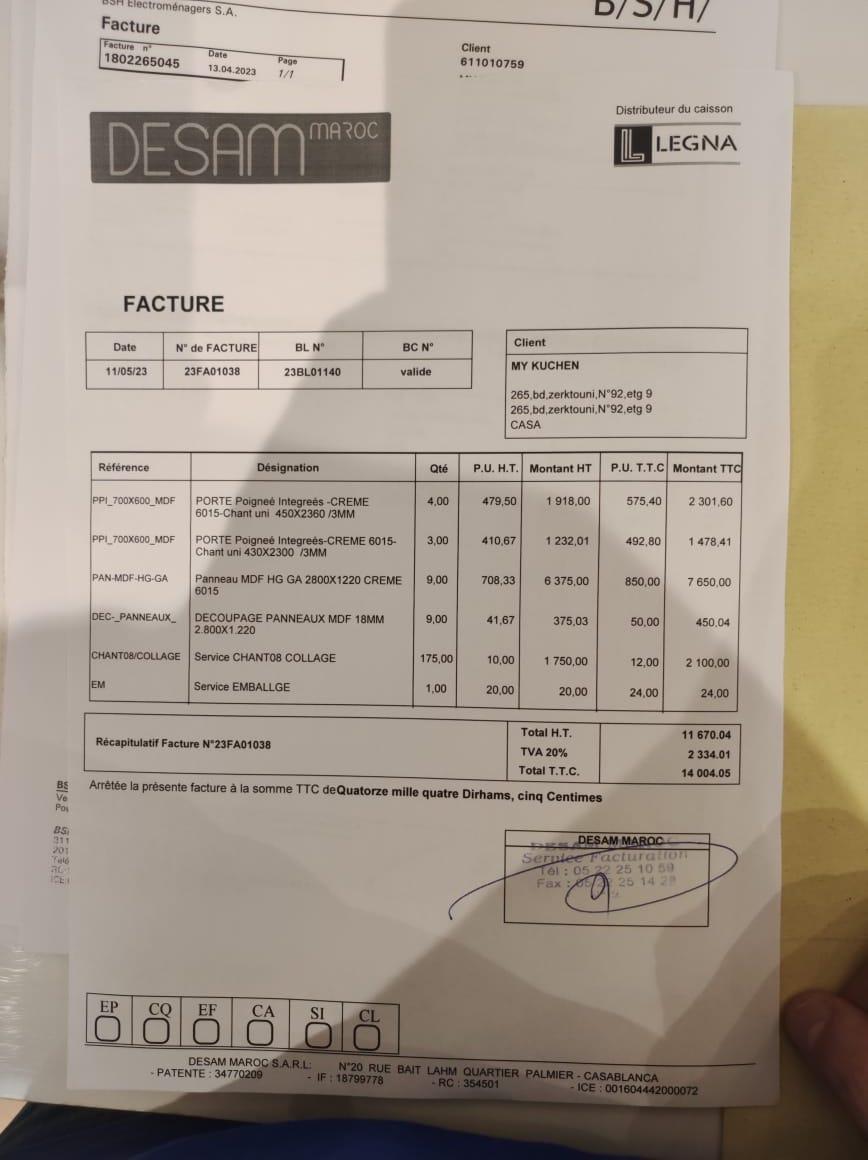 BSH Electroménagers S.A.
B/S/H/
Facture
Facture n° Date Page
1802265045 13.04.2023 1/1
Client
611010759
DESAM MAROC
Distributeur du caisson
LEGNA
FACTURE
Date N° de FACTURE BL N° BC N°
11/05/23 23FA01038 23BL01140 valide
Client
MY KUCHEN
265,bd,zerktouni,N°92,etg 9
265,bd,zerktouni,N°92,etg 9
CASA
Référence Désignation Qté P.U. H.T. Montant HT P.U. T.T.C Montant TTC
PPI_700X600_MDF PORTE Poigneé Integreés -CREME 4,00 479,50 1 918,00 575,40 2 301,60
6015-Chant uni 450X2360 /3MM
PPI_700X600_MDF PORTE Poigneé Integreés-CREME 6015- 3,00 410,67 1 232,01 492,80 1 478,41
Chant uni 430X2300 /3MM
PAN-MDF-HG-GA Panneau MDF HG GA 2800X1220 CREME 9,00 708,33 6 375,00 850,00 7 650,00
6015
DEC-_PANNEAUX_ DECOUPAGE PANNEAUX MDF 18MM 9,00 41,67 375,03 50,00 450,04
2.800X1.220
CHANT08/COLLAGE Service CHANT08 COLLAGE 175,00 10,00 1 750,00 12,00 2 100,00
EM Service EMBALLGE 1,00 20,00 20,00 24,00 24,00
Récapitulatif Facture N°23FA01038
Total H.T. 11 670.04
TVA 20% 2 334.01
Total T.T.C. 14 004.05
Arrêtée la présente facture à la somme TTC deQuatorze mille quatre Dirhams, cinq Centimes
DESAM MAROC
DESAM MAROC
Service Facturation
Tél : 05 22 25 10 59
Fax : 05 22 25 14 29
EP CQ EF CA SI CL
DESAM MAROC S.A.R.L: N°20 RUE BAIT LAHM QUARTIER PALMIER - CASABLANCA
- PATENTE : 34770209 - IF : 18799778 - RC : 354501 - ICE : 001604442000072